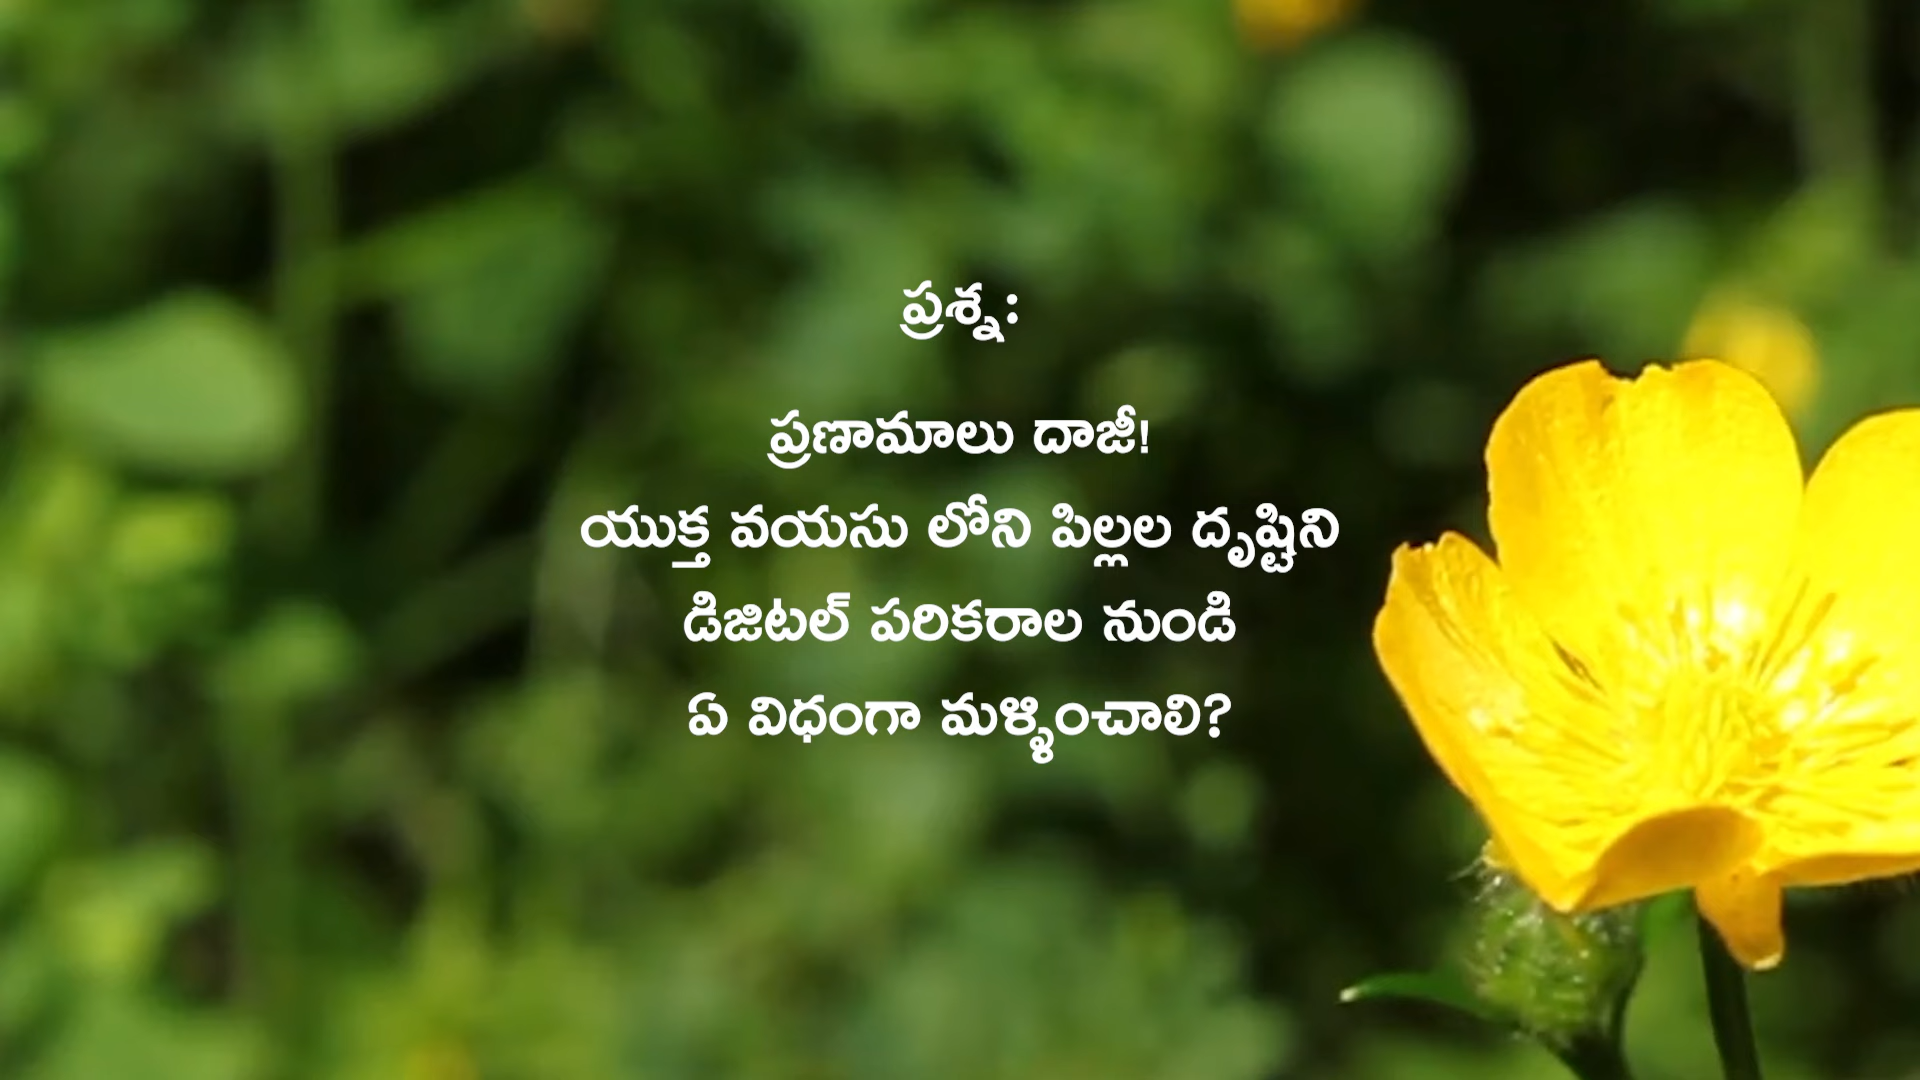 ప్రశ్న:
ప్రణామాలు దాజీ!
యుక్త వయసు లోని పిల్లల దృష్టిని
డిజిటల్ పరికరాల నుండి
ఏ విధంగా మళ్ళించాలి?